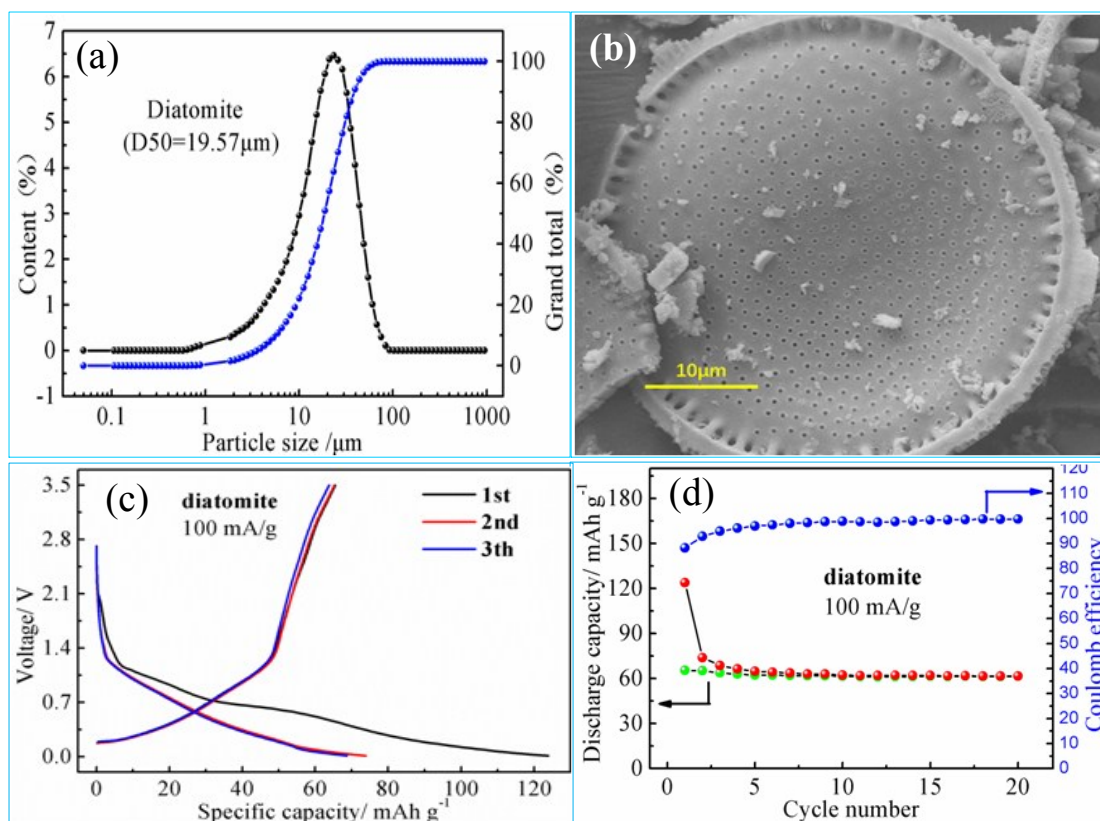 (a)
Diatomite
(D50=19.57μm)
Content (%)
7
6
5
4
3
2
1
0
-1
Grand total (%)
100
80
60
40
20
0
0.1 1 10 100 1000
Particle size /μm
(b)
10μm
(c)
diatomite
100 mA/g
1st
2nd
3th
Voltage/ V
3.5
2.8
2.1
1.4
0.7
0.0
0 20 40 60 80 100 120
Specific capacity/ mAh g⁻¹
(d)
diatomite
100 mA/g
Discharge capacity/ mAh g⁻¹
180
150
120
90
60
30
0
Coulomb efficiency
120
110
100
90
80
70
60
50
40
30
20
10
0
0 5 10 15 20
Cycle number